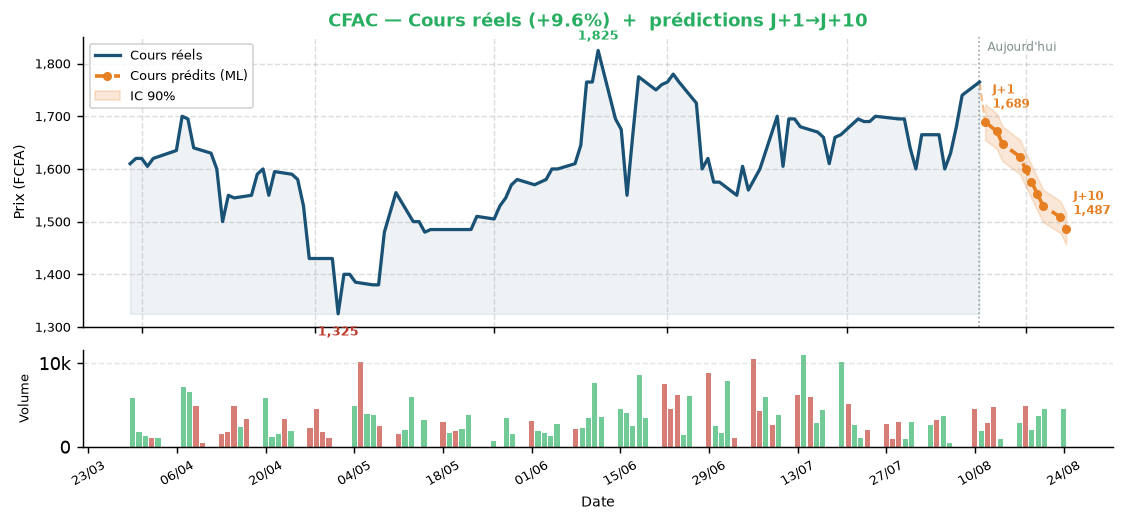 CFAC — Cours réels (+9.6%)  +  prédictions J+1→J+10
Cours réels
Cours prédits (ML)
IC 90%
1,825
Aujourd'hui
J+1
1,689
J+10
1,487
1,325
Prix (FCFA)
1,800
1,700
1,600
1,500
1,400
1,300
Volume
10k
0
23/03
06/04
20/04
04/05
18/05
01/06
15/06
29/06
13/07
27/07
10/08
24/08
Date